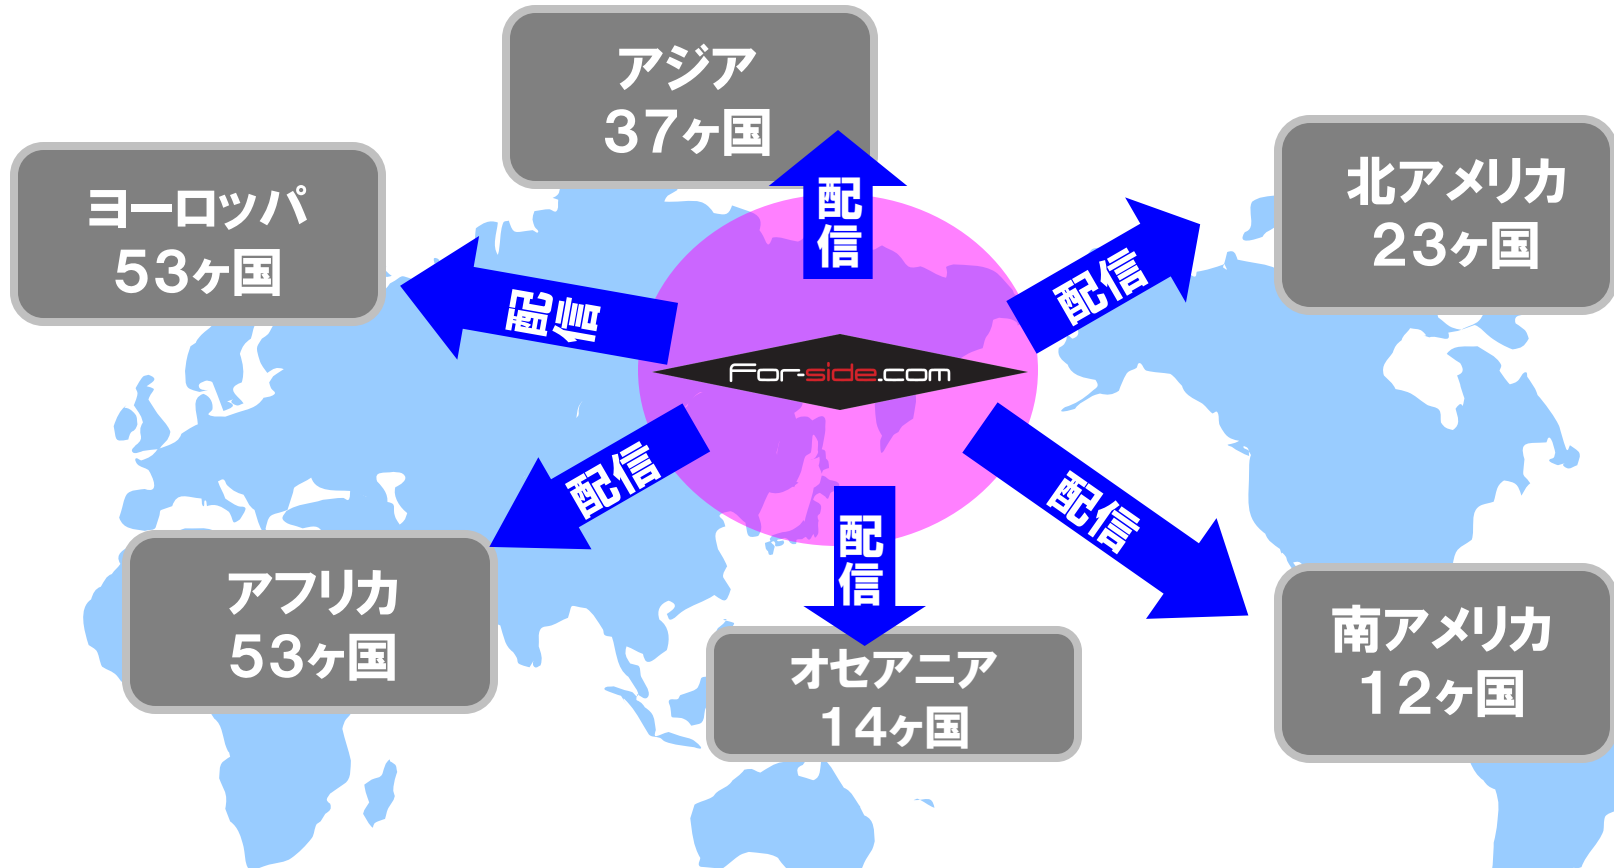 アジア
37ヶ国
ヨーロッパ
53ヶ国
北アメリカ
23ヶ国
配信
配信
配信
For-side.com
配信
配信
配信
アフリカ
53ヶ国
オセアニア
14ヶ国
南アメリカ
12ヶ国